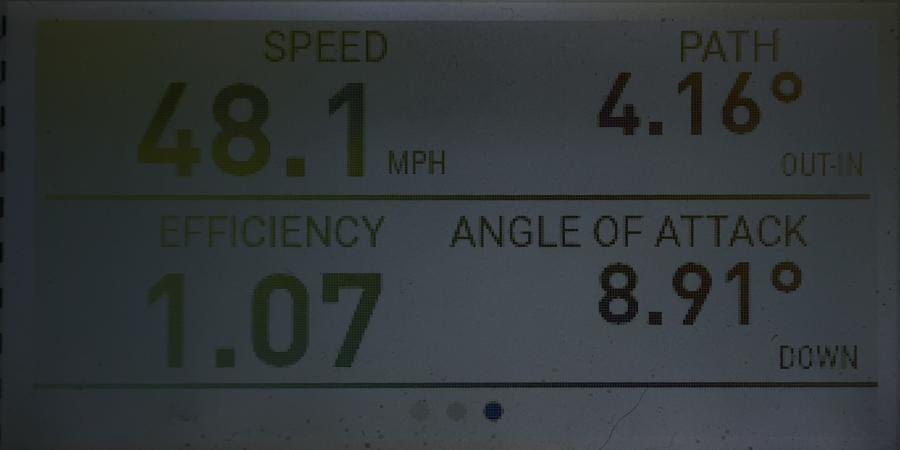 SPEED
48.1 MPH
PATH
4.16°
OUT-IN
EFFICIENCY
1.07
ANGLE OF ATTACK
8.91°
DOWN